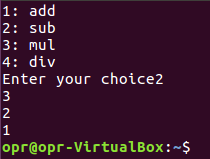 1: add
2: sub
3: mul
4: div
Enter your choice2
3
2
1
opr@opr-VirtualBox:~$